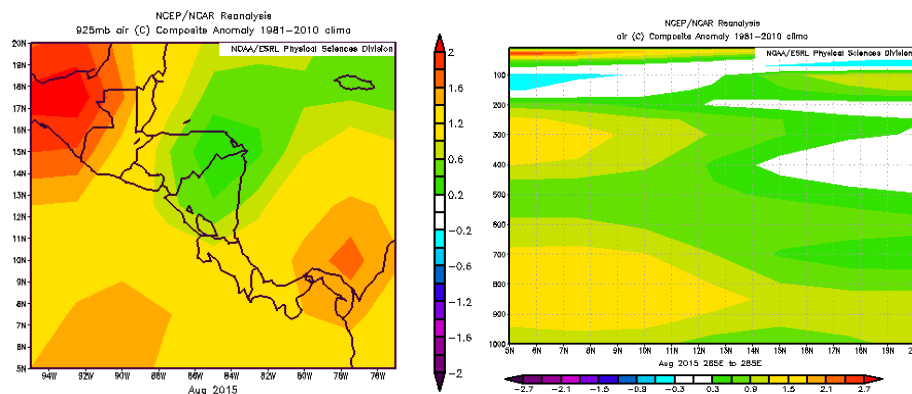 NCEP/NCAR Reanalysis
925mb air (C) Composite Anomaly 1981-2010 clima
NOAA/ESRL Physical Sciences Division
20N
19N
18N
17N
16N
15N
14N
13N
12N
11N
10N
9N
8N
7N
6N
5N
94W 92W 90W 88W 86W 84W 82W 80W 78W 76W
Aug 2015
2
1.6
1.2
0.8
0.6
0.2
-0.2
-0.6
-0.8
-1.2
-1.6
-2
NCEP/NCAR Reanalysis
air (C) Composite Anomaly 1981-2010 clima
NOAA/ESRL Physical Sciences Division
100
200
300
400
500
600
700
800
900
1000
5N 6N 7N 8N 9N 10N 11N 12N 13N 14N 15N 16N 17N 18N 19N
Aug 2015 285E to 285E
-2.7 -2.1 -1.5 -0.9 -0.3 0.3 0.9 1.5 2.1 2.7